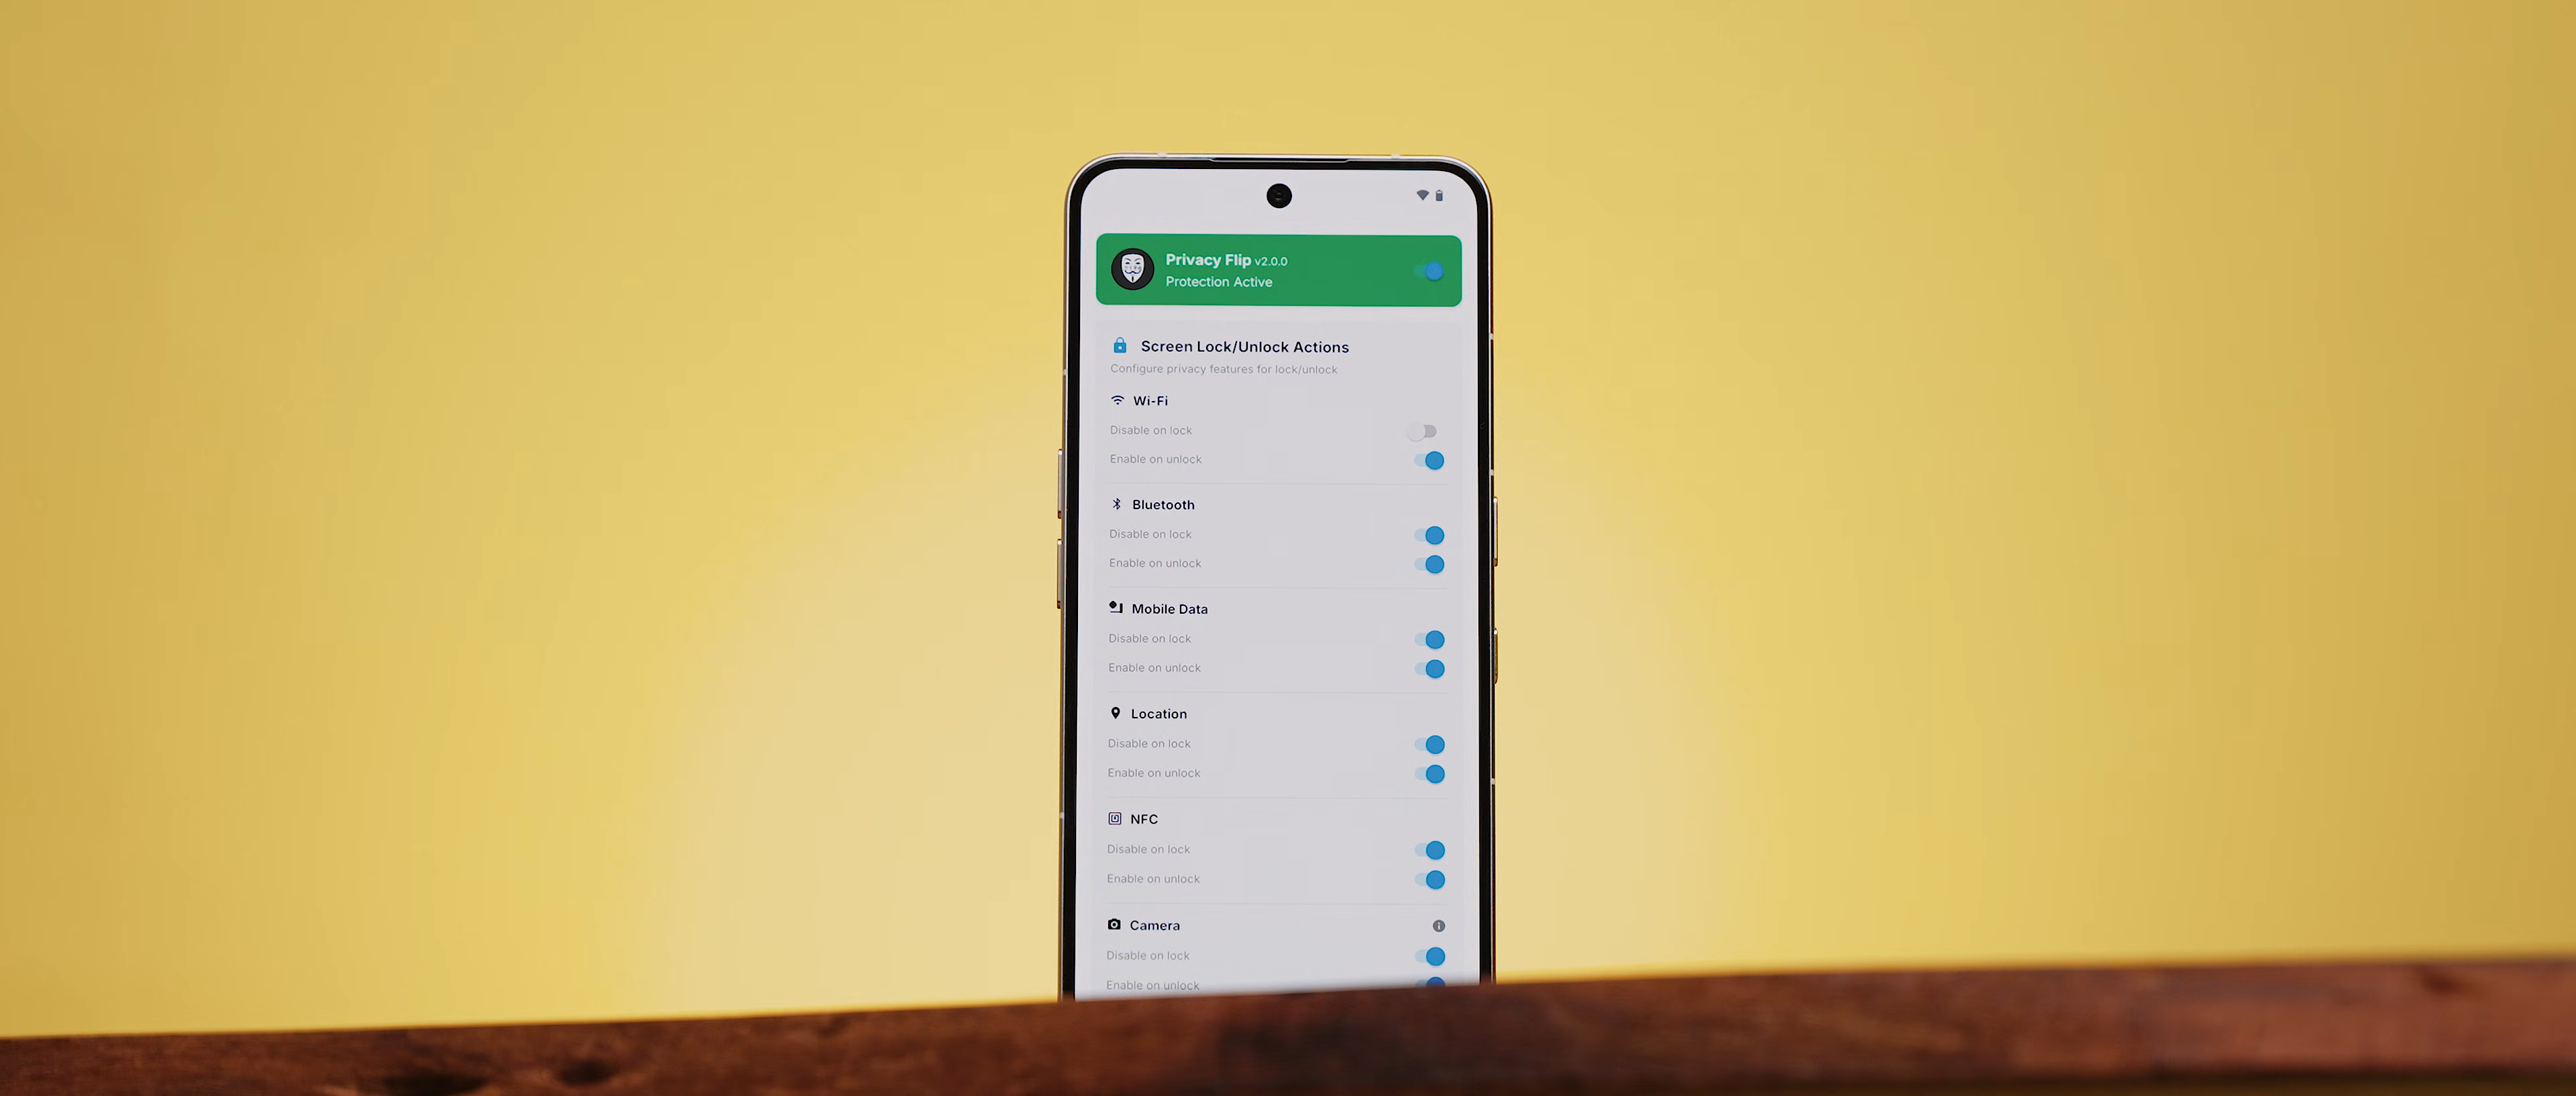 Privacy Flip v2.0.0
Protection Active
Screen Lock/Unlock Actions
Configure privacy features for lock/unlock
Wi-Fi
Disable on lock
Enable on unlock
Bluetooth
Disable on lock
Enable on unlock
Mobile Data
Disable on lock
Enable on unlock
Location
Disable on lock
Enable on unlock
NFC
Disable on lock
Enable on unlock
Camera
Disable on lock
Enable on unlock